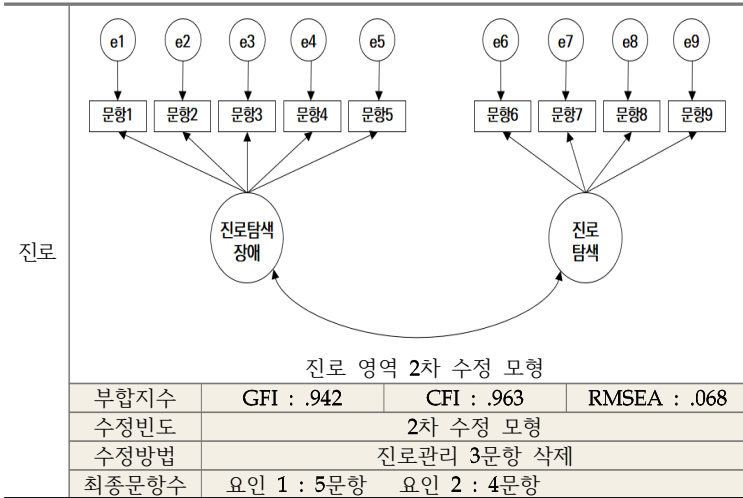 e1 e2 e3 e4 e5 e6 e7 e8 e9
문항1 문항2 문항3 문항4 문항5 문항6 문항7 문항8 문항9
진로탐색
장애
진로
탐색
진로
진로 영역 2차 수정 모형
부합지수 GFI : .942 CFI : .963 RMSEA : .068
수정빈도 2차 수정 모형
수정방법 진로관리 3문항 삭제
최종문항수 요인 1 : 5문항 요인 2 : 4문항